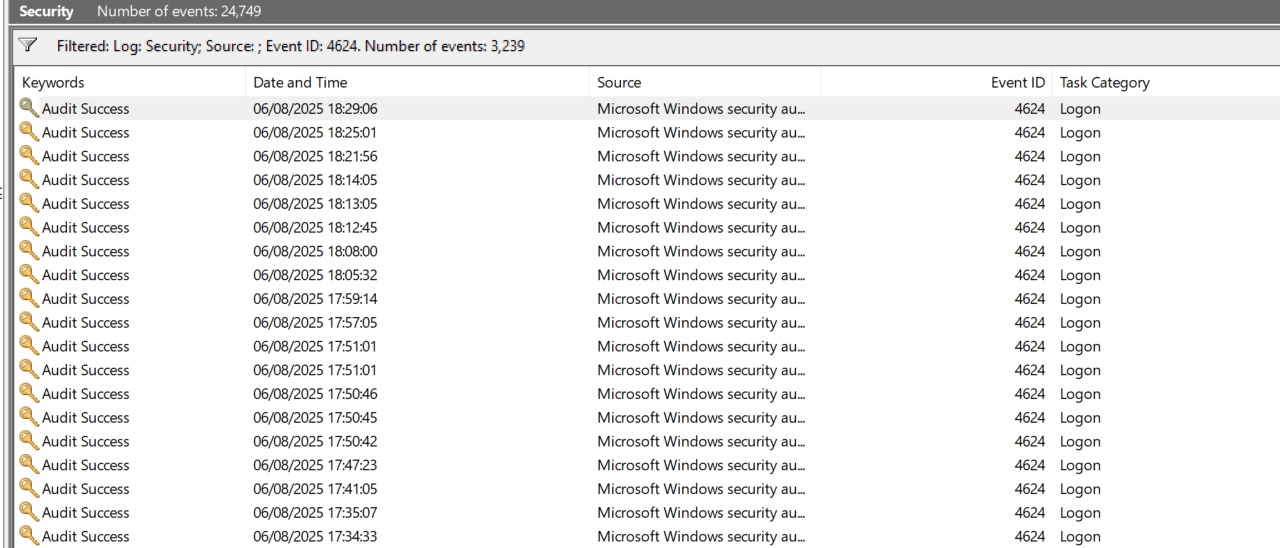 Security Number of events: 24,749
Filtered: Log: Security; Source: ; Event ID: 4624. Number of events: 3,239
Keywords Date and Time Source Event ID Task Category
Audit Success 06/08/2025 18:29:06 Microsoft Windows security au... 4624 Logon
Audit Success 06/08/2025 18:25:01 Microsoft Windows security au... 4624 Logon
Audit Success 06/08/2025 18:21:56 Microsoft Windows security au... 4624 Logon
Audit Success 06/08/2025 18:14:05 Microsoft Windows security au... 4624 Logon
Audit Success 06/08/2025 18:13:05 Microsoft Windows security au... 4624 Logon
Audit Success 06/08/2025 18:12:45 Microsoft Windows security au... 4624 Logon
Audit Success 06/08/2025 18:08:00 Microsoft Windows security au... 4624 Logon
Audit Success 06/08/2025 18:05:32 Microsoft Windows security au... 4624 Logon
Audit Success 06/08/2025 17:59:14 Microsoft Windows security au... 4624 Logon
Audit Success 06/08/2025 17:57:05 Microsoft Windows security au... 4624 Logon
Audit Success 06/08/2025 17:51:01 Microsoft Windows security au... 4624 Logon
Audit Success 06/08/2025 17:51:01 Microsoft Windows security au... 4624 Logon
Audit Success 06/08/2025 17:50:46 Microsoft Windows security au... 4624 Logon
Audit Success 06/08/2025 17:50:45 Microsoft Windows security au... 4624 Logon
Audit Success 06/08/2025 17:50:42 Microsoft Windows security au... 4624 Logon
Audit Success 06/08/2025 17:47:23 Microsoft Windows security au... 4624 Logon
Audit Success 06/08/2025 17:41:05 Microsoft Windows security au... 4624 Logon
Audit Success 06/08/2025 17:35:07 Microsoft Windows security au... 4624 Logon
Audit Success 06/08/2025 17:34:33 Microsoft Windows security au... 4624 Logon